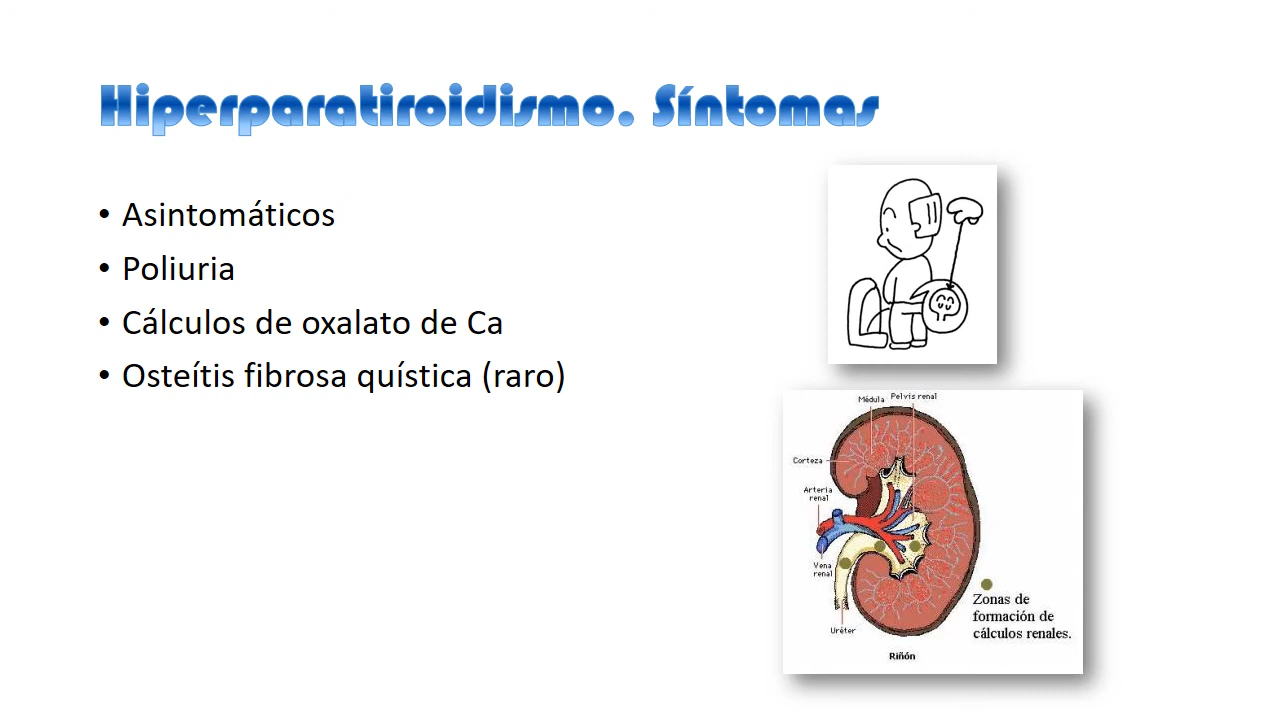 Hiperparatiroidismo. Síntomas
• Asintomáticos
• Poliuria
• Cálculos de oxalato de Ca
• Osteítis fibrosa quística (raro)
Médula
Pelvis renal
Corteza
Arteria
renal
Vena
renal
Uréter
Zonas de
formación de
cálculos renales.
Riñón